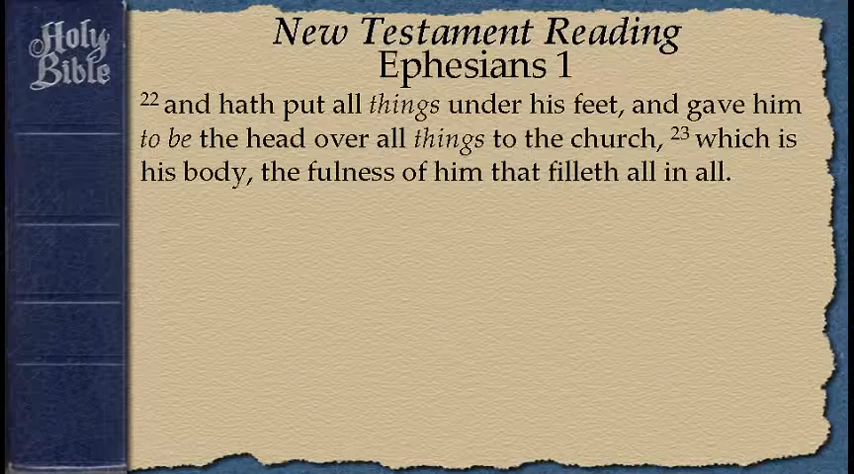 Holy
Bible
New Testament Reading
Ephesians 1
22 and hath put all things under his feet, and gave him
to be the head over all things to the church, 23 which is
his body, the fulness of him that filleth all in all.